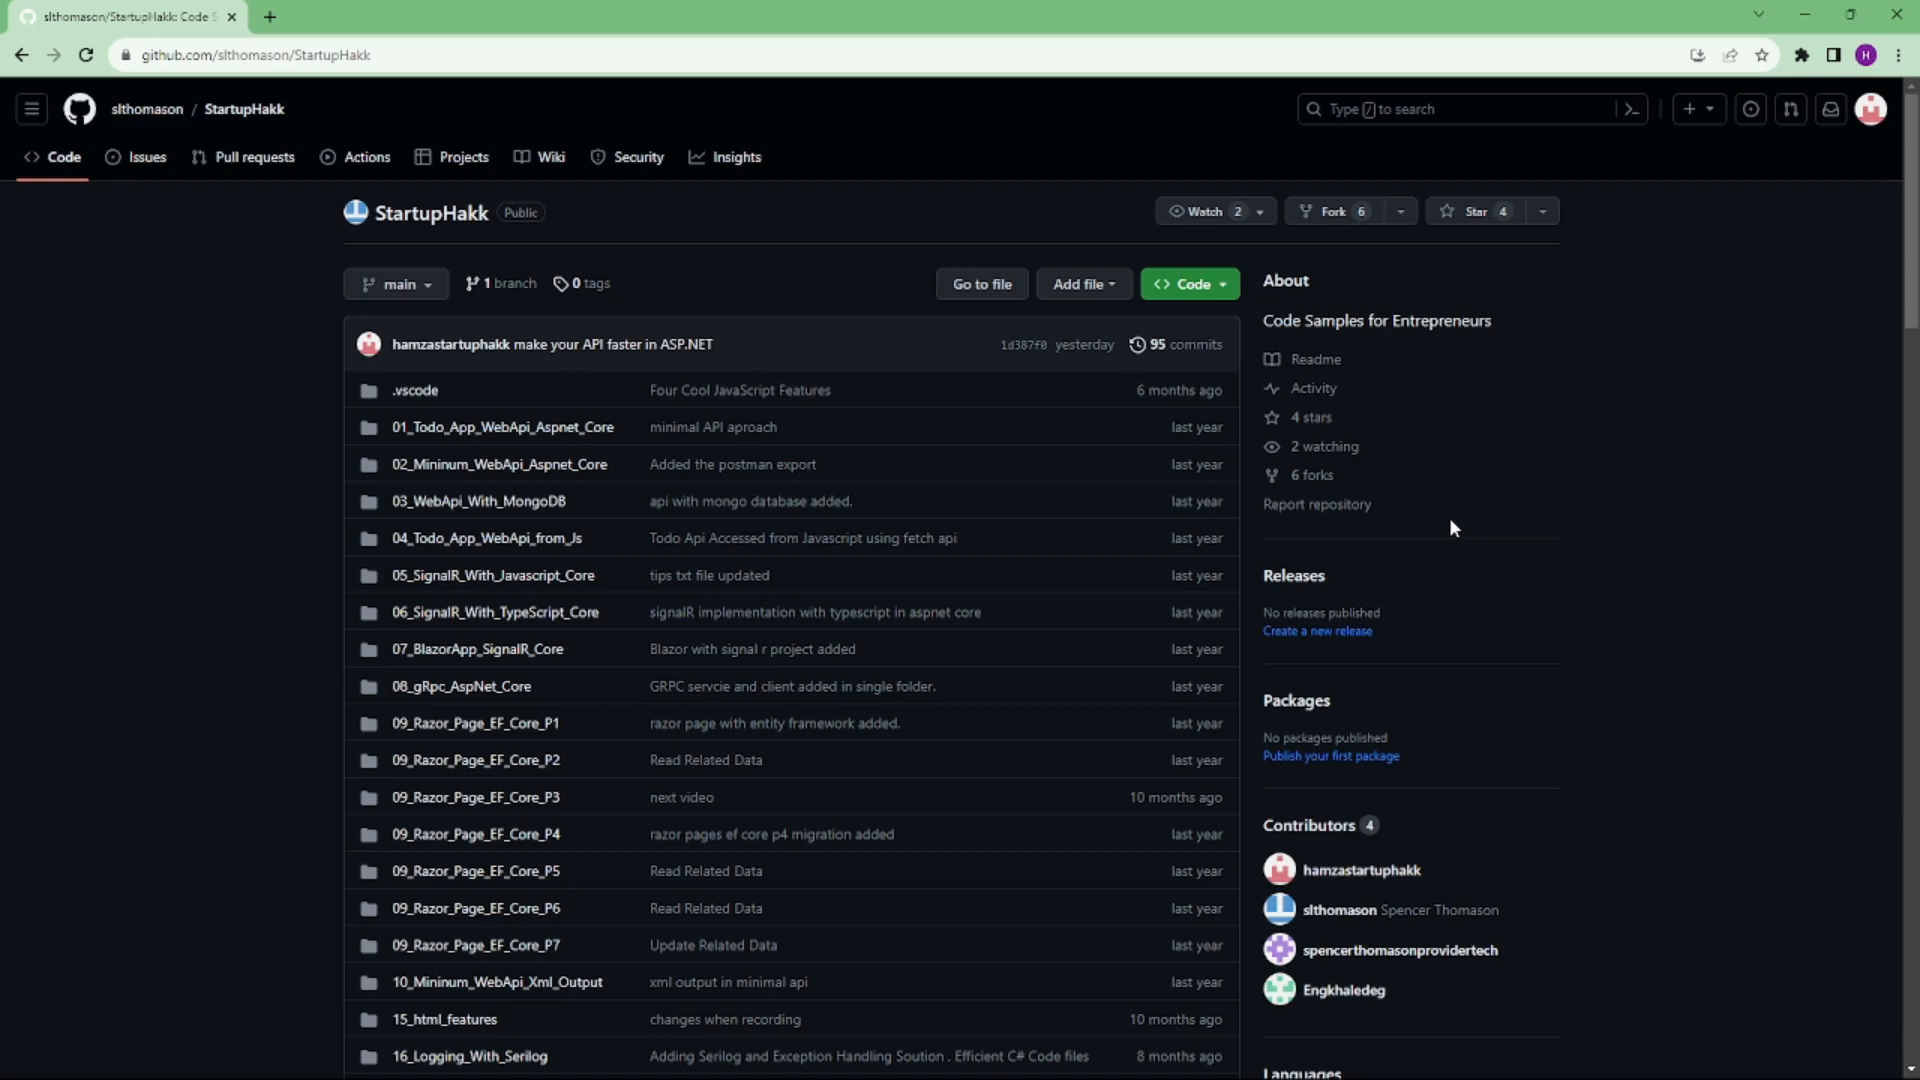 slthomason/StartupHakk: Code S
github.com/slthomason/StartupHakk
H
slthomason / StartupHakk
Type / to search
Code Issues Pull requests Actions Projects Wiki Security Insights
StartupHakk Public
Watch 2 Fork 6 Star 4
main 1 branch 0 tags Go to file Add file Code
hamzastartuphakk make your API faster in ASP.NET 1d387f0 yesterday 95 commits
.vscode Four Cool JavaScript Features 6 months ago
01_Todo_App_WebApi_Aspnet_Core minimal API aproach last year
02_Mininum_WebApi_Aspnet_Core Added the postman export last year
03_WebApi_With_MongoDB api with mongo database added. last year
04_Todo_App_WebApi_from_Js Todo Api Accessed from Javascript using fetch api last year
05_SignalR_With_Javascript_Core tips txt file updated last year
06_SignalR_With_TypeScript_Core signalR implementation with typescript in aspnet core last year
07_BlazorApp_SignalR_Core Blazor with signal r project added last year
08_gRpc_AspNet_Core GRPC servcie and client added in single folder. last year
09_Razor_Page_EF_Core_P1 razor page with entity framework added. last year
09_Razor_Page_EF_Core_P2 Read Related Data last year
09_Razor_Page_EF_Core_P3 next video 10 months ago
09_Razor_Page_EF_Core_P4 razor pages ef core p4 migration added last year
09_Razor_Page_EF_Core_P5 Read Related Data last year
09_Razor_Page_EF_Core_P6 Read Related Data last year
09_Razor_Page_EF_Core_P7 Update Related Data last year
10_Mininum_WebApi_Xml_Output xml output in minimal api last year
15_html_features changes when recording 10 months ago
16_Logging_With_Serilog Adding Serilog and Exception Handling Soution . Efficient C# Code files 8 months ago
About
Code Samples for Entrepreneurs
Readme
Activity
4 stars
2 watching
6 forks
Report repository
Releases
No releases published
Create a new release
Packages
No packages published
Publish your first package
Contributors 4
hamzastartuphakk
slthomason Spencer Thomason
spencerthomasonprovidertech
Engkhaledeg
Languages